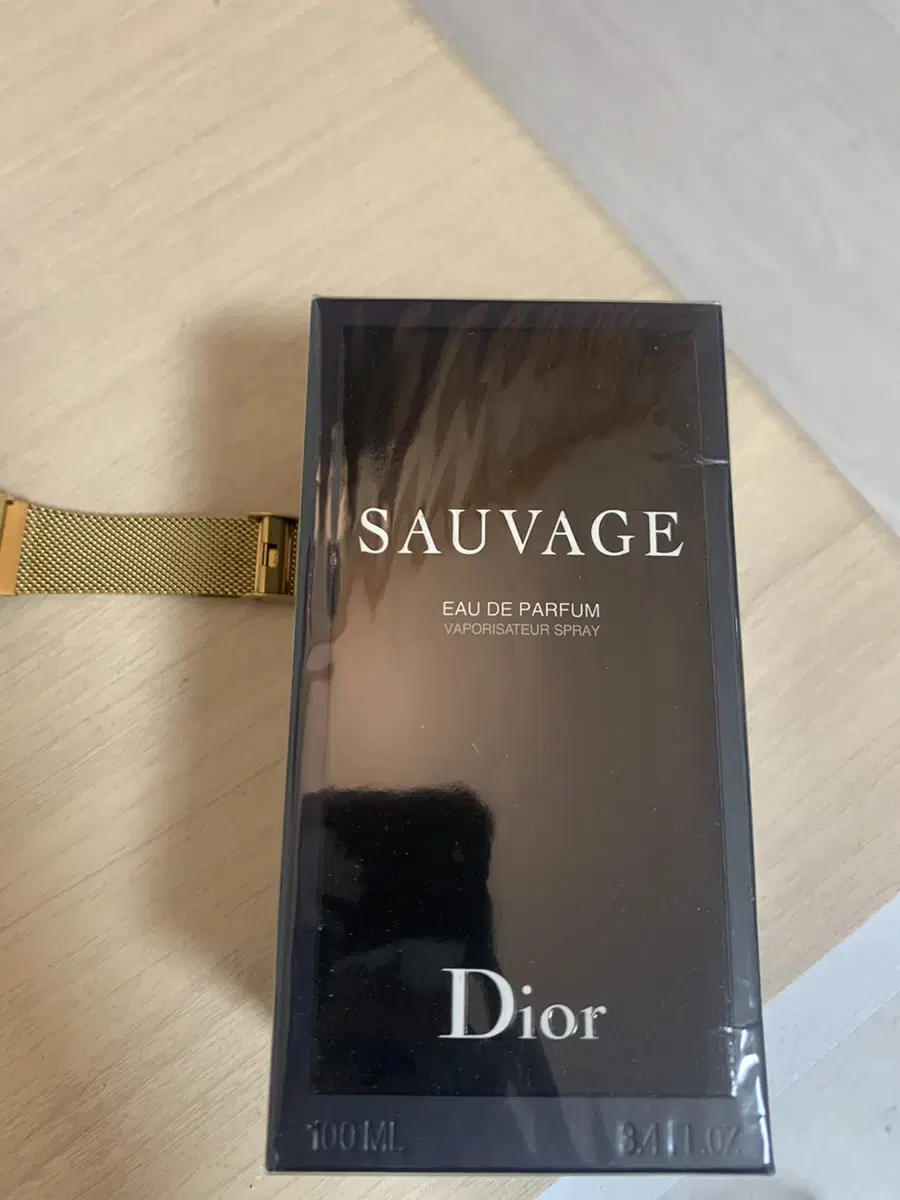 SAUVAGE
EAU DE PARFUM
VAPORISATEUR SPRAY
Dior
100 ML
3.4 fl.oz